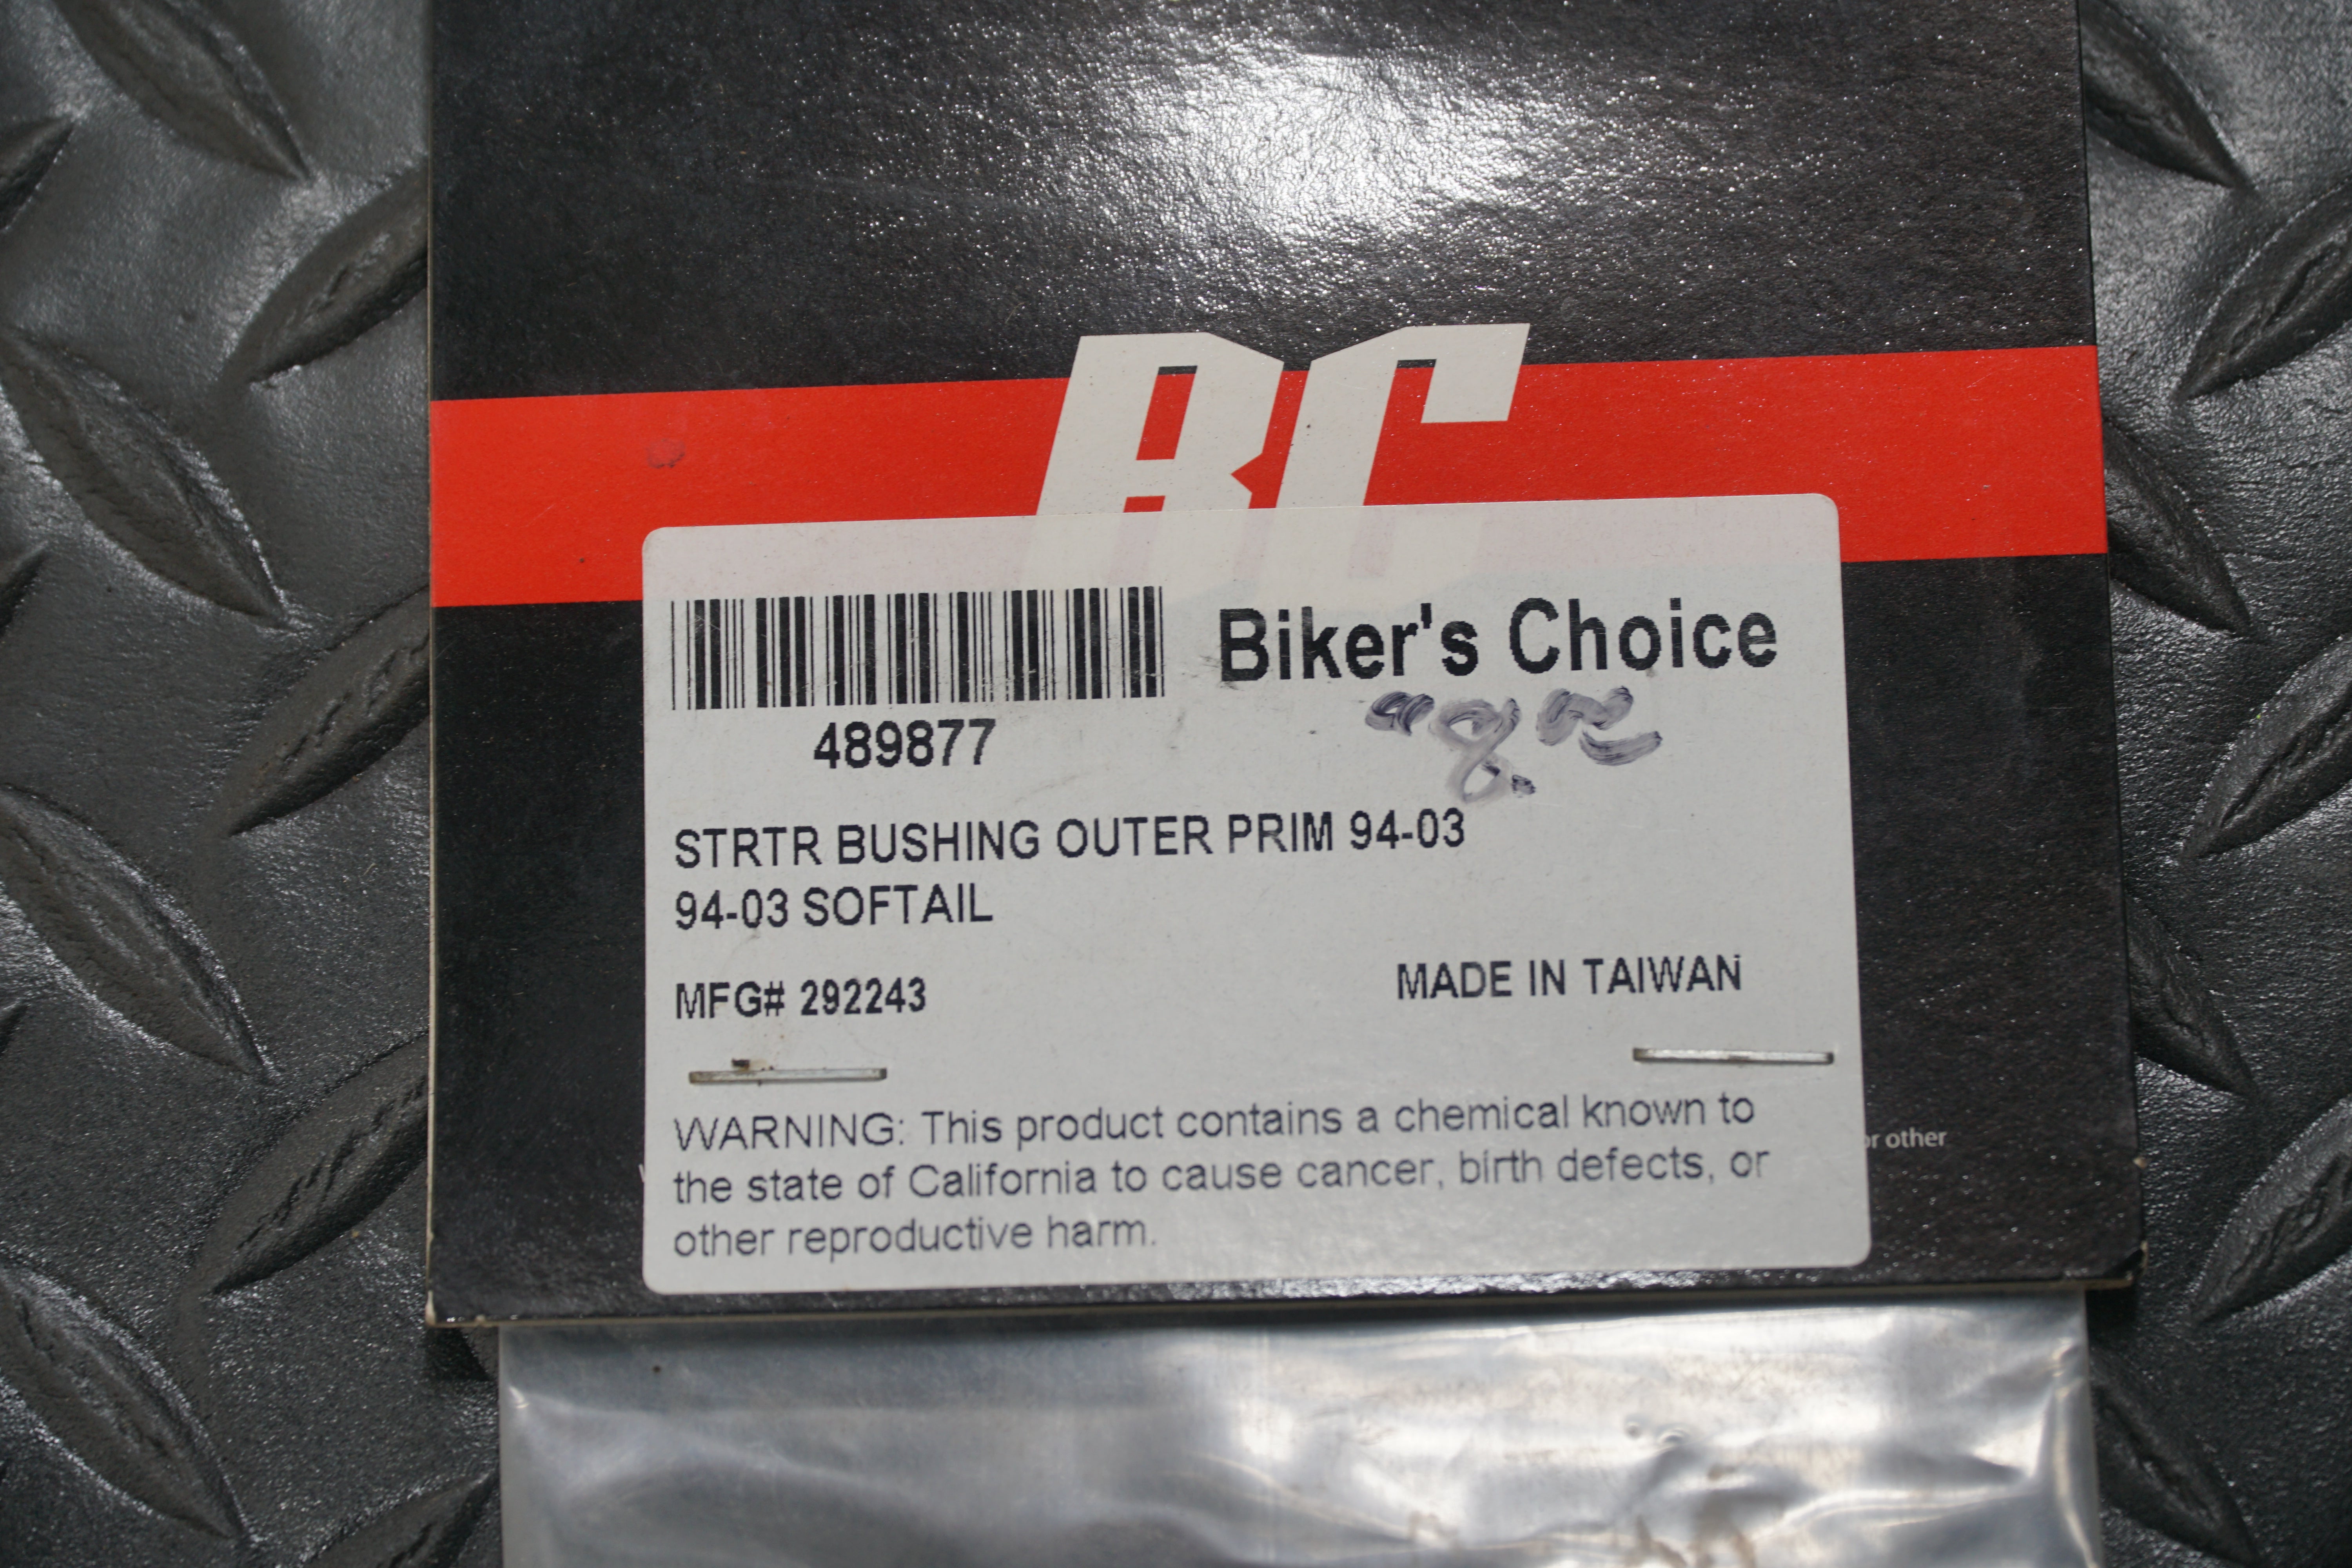 BC
Biker's Choice
489877
STRTR BUSHING OUTER PRIM 94-03
94-03 SOFTAIL
MFG# 292243
MADE IN TAIWAN
WARNING: This product contains a chemical known to
the state of California to cause cancer, birth defects, or
other reproductive harm.
or other